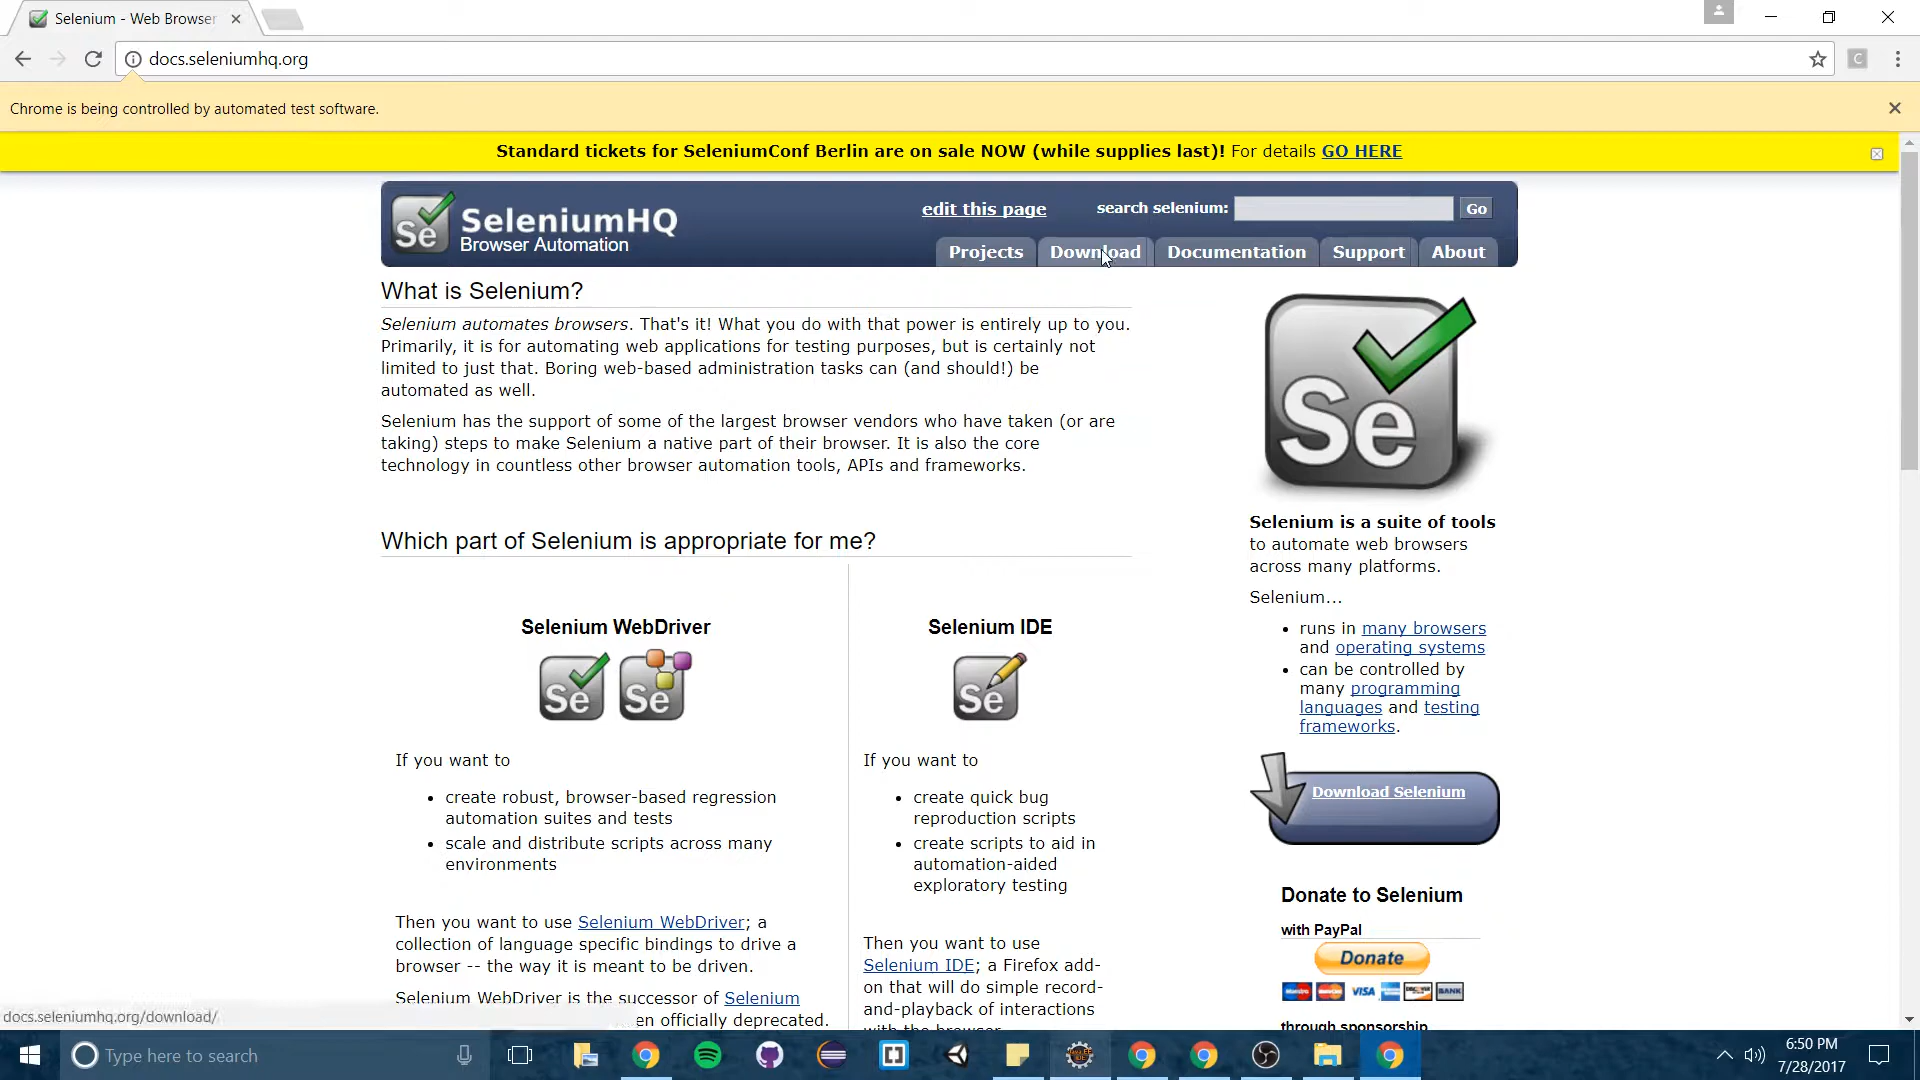 Selenium - Web Browser
docs.seleniumhq.org
C
Chrome is being controlled by automated test software.
Standard tickets for SeleniumConf Berlin are on sale NOW (while supplies last)! For details GO HERE
Se
SeleniumHQ
Browser Automation
edit this page
search selenium:
Go
Projects
Download
Documentation
Support
About
What is Selenium?
Selenium automates browsers. That's it! What you do with that power is entirely up to you.
Primarily, it is for automating web applications for testing purposes, but is certainly not
limited to just that. Boring web-based administration tasks can (and should!) be
automated as well.
Selenium has the support of some of the largest browser vendors who have taken (or are
taking) steps to make Selenium a native part of their browser. It is also the core
technology in countless other browser automation tools, APIs and frameworks.
Which part of Selenium is appropriate for me?
Selenium WebDriver
Se
Se
If you want to
create robust, browser-based regression
automation suites and tests
scale and distribute scripts across many
environments
Then you want to use Selenium WebDriver; a
collection of language specific bindings to drive a
browser -- the way it is meant to be driven.
Selenium WebDriver is the successor of Selenium
en officially deprecated.
Selenium IDE
Se
If you want to
create quick bug
reproduction scripts
create scripts to aid in
automation-aided
exploratory testing
Then you want to use
Selenium IDE; a Firefox add-
on that will do simple record-
and-playback of interactions
with the browser
Se
Selenium is a suite of tools
to automate web browsers
across many platforms.
Selenium...
runs in many browsers
and operating systems
can be controlled by
many programming
languages and testing
frameworks.
Download Selenium
Donate to Selenium
with PayPal
Donate
VISA
BANK
through sponsorship
docs.seleniumhq.org/download/
Type here to search
6:50 PM
7/28/2017